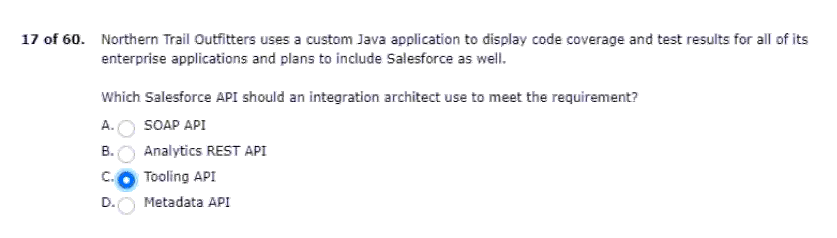 17 of 60. Northern Trail Outfitters uses a custom Java application to display code coverage and test results for all of its
enterprise applications and plans to include Salesforce as well.
Which Salesforce API should an integration architect use to meet the requirement?
A. SOAP API
B. Analytics REST API
C. Tooling API
D. Metadata API